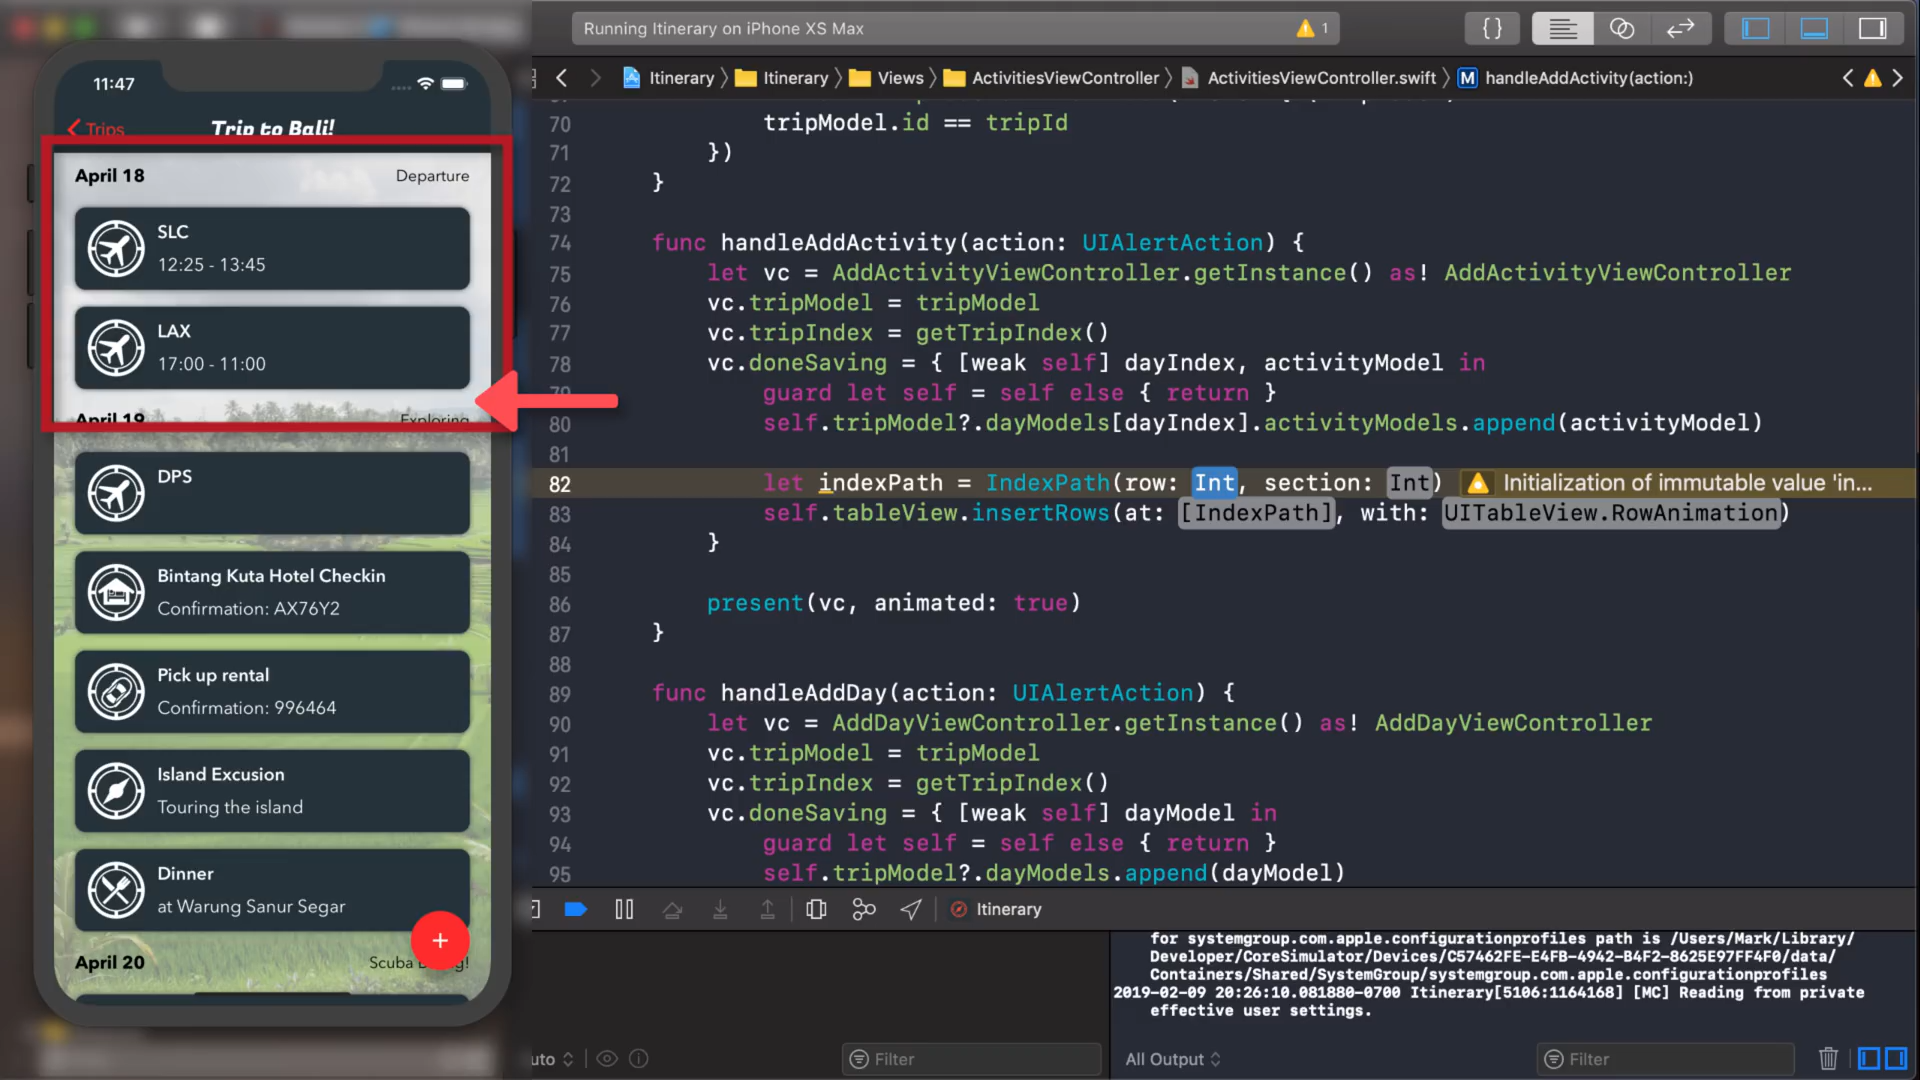 11:47
Trips
Trip to Bali!
April 18
Departure
SLC
12:25 - 13:45
LAX
17:00 - 11:00
April 19
Exploring
DPS
Bintang Kuta Hotel Checkin
Confirmation: AX76Y2
Pick up rental
Confirmation: 996464
Island Excusion
Touring the island
Dinner
at Warung Sanur Segar
+
April 20
Scuba
Running Itinerary on iPhone XS Max
1
{ }
Itinerary
Itinerary
Views
ActivitiesViewController
ActivitiesViewController.swift
M handleAddActivity(action:)
70 tripModel.id == tripId
71 })
72 }
73
74 func handleAddActivity(action: UIAlertAction) {
75 let vc = AddActivityViewController.getInstance() as! AddActivityViewController
76 vc.tripModel = tripModel
77 vc.tripIndex = getTripIndex()
78 vc.doneSaving = { [weak self] dayIndex, activityModel in
79 guard let self = self else { return }
80 self.tripModel?.dayModels[dayIndex].activityModels.append(activityModel)
81
82 let indexPath = IndexPath(row: Int, section: Int) Initialization of immutable value 'in...
83 self.tableView.insertRows(at: [IndexPath], with: UITableView.RowAnimation)
84 }
85
86 present(vc, animated: true)
87 }
88
89 func handleAddDay(action: UIAlertAction) {
90 let vc = AddDayViewController.getInstance() as! AddDayViewController
91 vc.tripModel = tripModel
92 vc.tripIndex = getTripIndex()
93 vc.doneSaving = { [weak self] dayModel in
94 guard let self = self else { return }
95 self.tripModel?.dayModels.append(dayModel)
Itinerary
for systemgroup.com.apple.configurationprofiles path is /Users/Mark/Library/
Developer/CoreSimulator/Devices/C57462FE-E4FB-4942-B4F2-8625E97FF4F0/data/
Containers/Shared/SystemGroup/systemgroup.com.apple.configurationprofiles
2019-02-09 20:26:10.081880-0700 Itinerary[5106:1164168] [MC] Reading from private
effective user settings.
uto
Filter
All Output
Filter